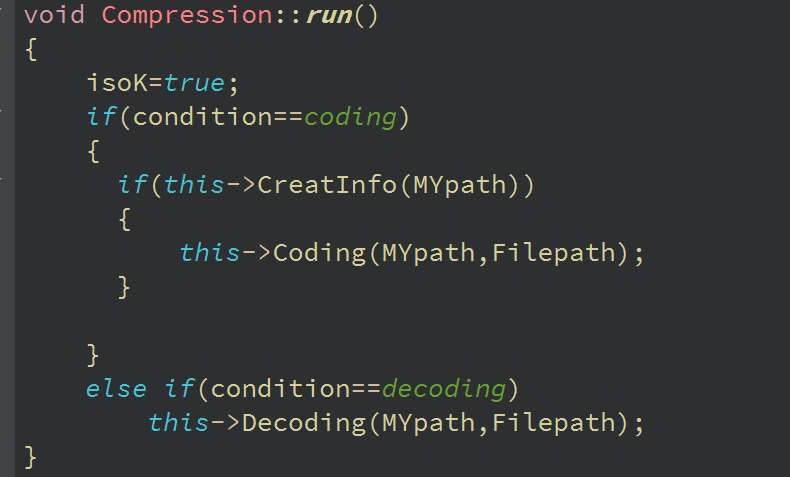 void Compression::run()
{
    isoK=true;
    if(condition==coding)
    {
      if(this->CreatInfo(MYpath))
      {
          this->Coding(MYpath,Filepath);
      }

    }
    else if(condition==decoding)
        this->Decoding(MYpath,Filepath);
}